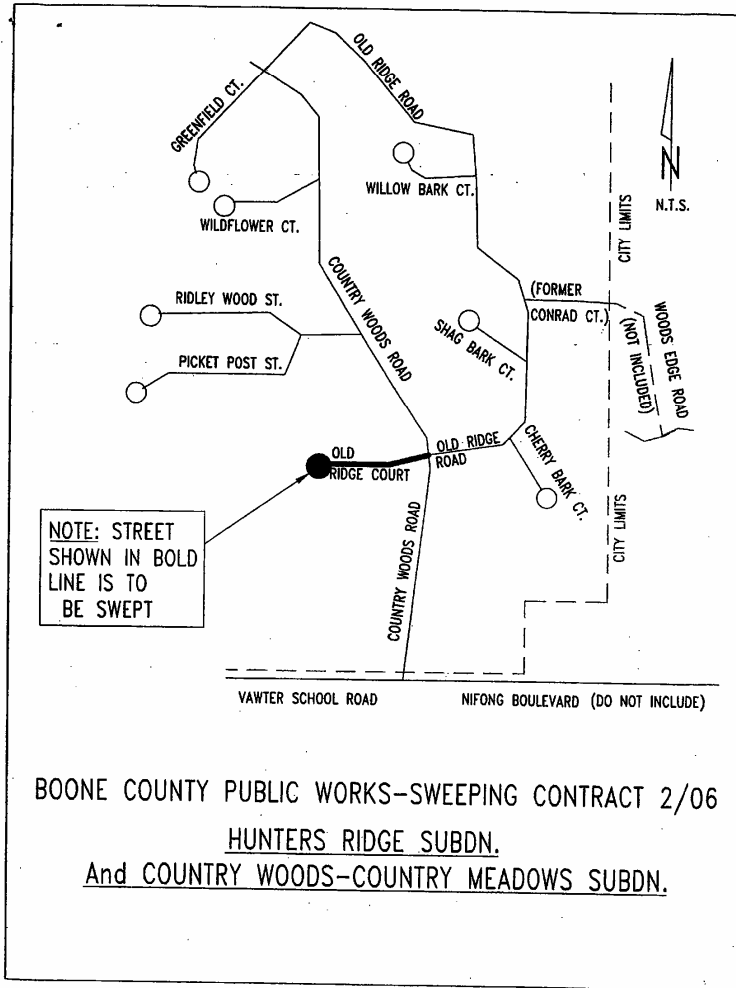 OLD RIDGE ROAD
GREENFIELD CT.
N
N.T.S.
WILLOW BARK CT.
WILDFLOWER CT.
CITY LIMITS
COUNTRY WOODS ROAD
(FORMER
CONRAD CT.)
RIDLEY WOOD ST.
SHAG BARK CT.
WOODS EDGE ROAD
(NOT INCLUDED)
PICKET POST ST.
OLD
RIDGE COURT
OLD RIDGE
ROAD
CHERRY BARK CT.
NOTE: STREET
SHOWN IN BOLD
LINE IS TO
BE SWEPT
CITY LIMITS
COUNTRY WOODS ROAD
VAWTER SCHOOL ROAD
NIFONG BOULEVARD (DO NOT INCLUDE)
BOONE COUNTY PUBLIC WORKS-SWEEPING CONTRACT 2/06
HUNTERS RIDGE SUBDN.
And COUNTRY WOODS-COUNTRY MEADOWS SUBDN.